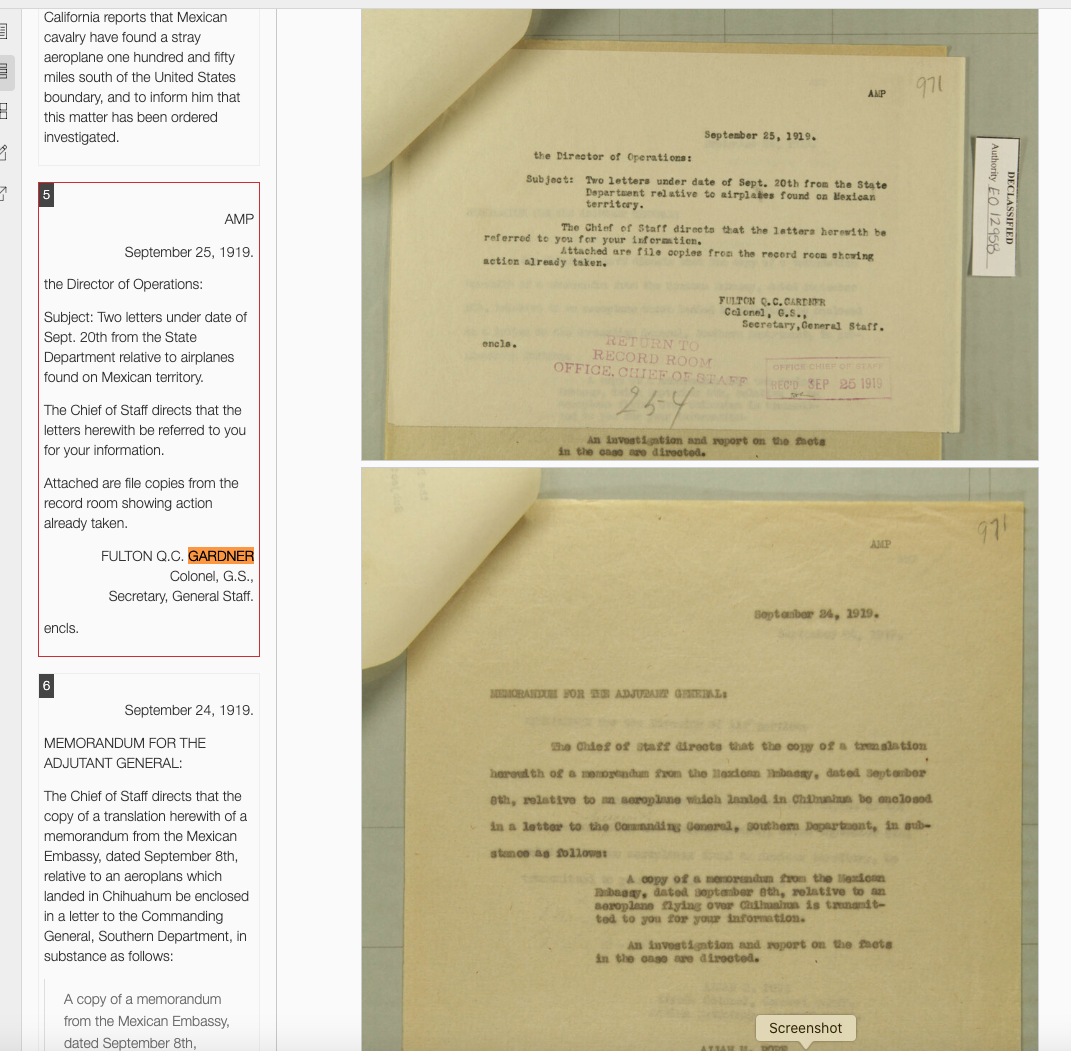 California reports that Mexican
cavalry have found a stray
aeroplane one hundred and fifty
miles south of the United States
boundary, and to inform him that
this matter has been ordered
investigated.
5
AMP
September 25, 1919.
the Director of Operations:
Subject: Two letters under date of
Sept. 20th from the State
Department relative to airplanes
found on Mexican territory.
The Chief of Staff directs that the
letters herewith be referred to you
for your information.
Attached are file copies from the
record room showing action
already taken.
FULTON Q.C. GARDNER
Colonel, G.S.,
Secretary, General Staff.
encls.
6
September 24, 1919.
MEMORANDUM FOR THE
ADJUTANT GENERAL:
The Chief of Staff directs that the
copy of a translation herewith of a
memorandum from the Mexican
Embassy, dated September 8th,
relative to an aeroplans which
landed in Chihuahum be enclosed
in a letter to the Commanding
General, Southern Department, in
substance as follows:
A copy of a memorandum
from the Mexican Embassy,
dated September 8th,
971
AMP
September 25, 1919.
the Director of Operations:
Subject: Two letters under date of Sept. 20th from the State
Department relative to airplanes found on Mexican
territory.
The Chief of Staff directs that the letters herewith be
referred to you for your information.
Attached are file copies from the record room showing
action already taken.
FULTON Q.C.GARDNER
Colonel, G.S.,
Secretary,General Staff.
encls.
RETURN TO
RECORD ROOM
OFFICE, CHIEF OF STAFF
254
OFFICE CHIEF OF STAFF
REC'D SEP 25 1919
An investigation and report on the facts
in the case are directed.
DECLASSIFIED
Authority EO 12958
971
AMP
September 24, 1919.
MEMORANDUM FOR THE ADJUTANT GENERAL:
The Chief of Staff directs that the copy of a translation
herewith of a memorandum from the Mexican Embassy, dated September
8th, relative to an aeroplane which landed in Chihuahua be enclosed
in a letter to the Commanding General, Southern Department, in sub-
stance as follows:
A copy of a memorandum from the Mexican
Embassy, dated September 8th, relative to an
aeroplane flying over Chihuahua is transmit-
ted to you for your information.
An investigation and report on the facts
in the case are directed.
Screenshot